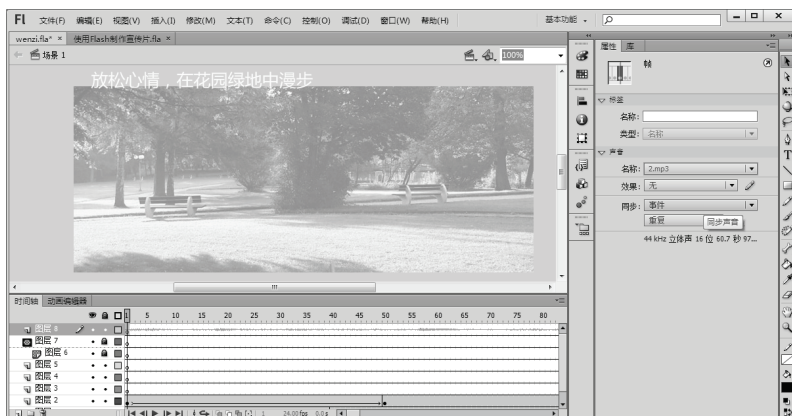 Fl 文件(F) 编辑(E) 视图(V) 插入(I) 修改(M) 文本(T) 命令(C) 控制(O) 调试(D) 窗口(W) 帮助(H) 基本功能
wenzi.fla* × 使用Flash制作宣传片.fla ×
场景 1 100%
放松心情，在花园绿地中漫步
属性 库
帧
标签
名称:
类型: 名称
声音
名称: 2.mp3
效果: 无
同步: 事件
重复 同步声音
44 kHz 立体声 16 位 60.7 秒 97...
时间轴 动画编辑器
1 5 10 15 20 25 30 35 40 45 50 55 60 65 70 75 80
图层 8
图层 7
图层 6
图层 5
图层 4
图层 3
图层 2
1 24.00 fps 0.0 s